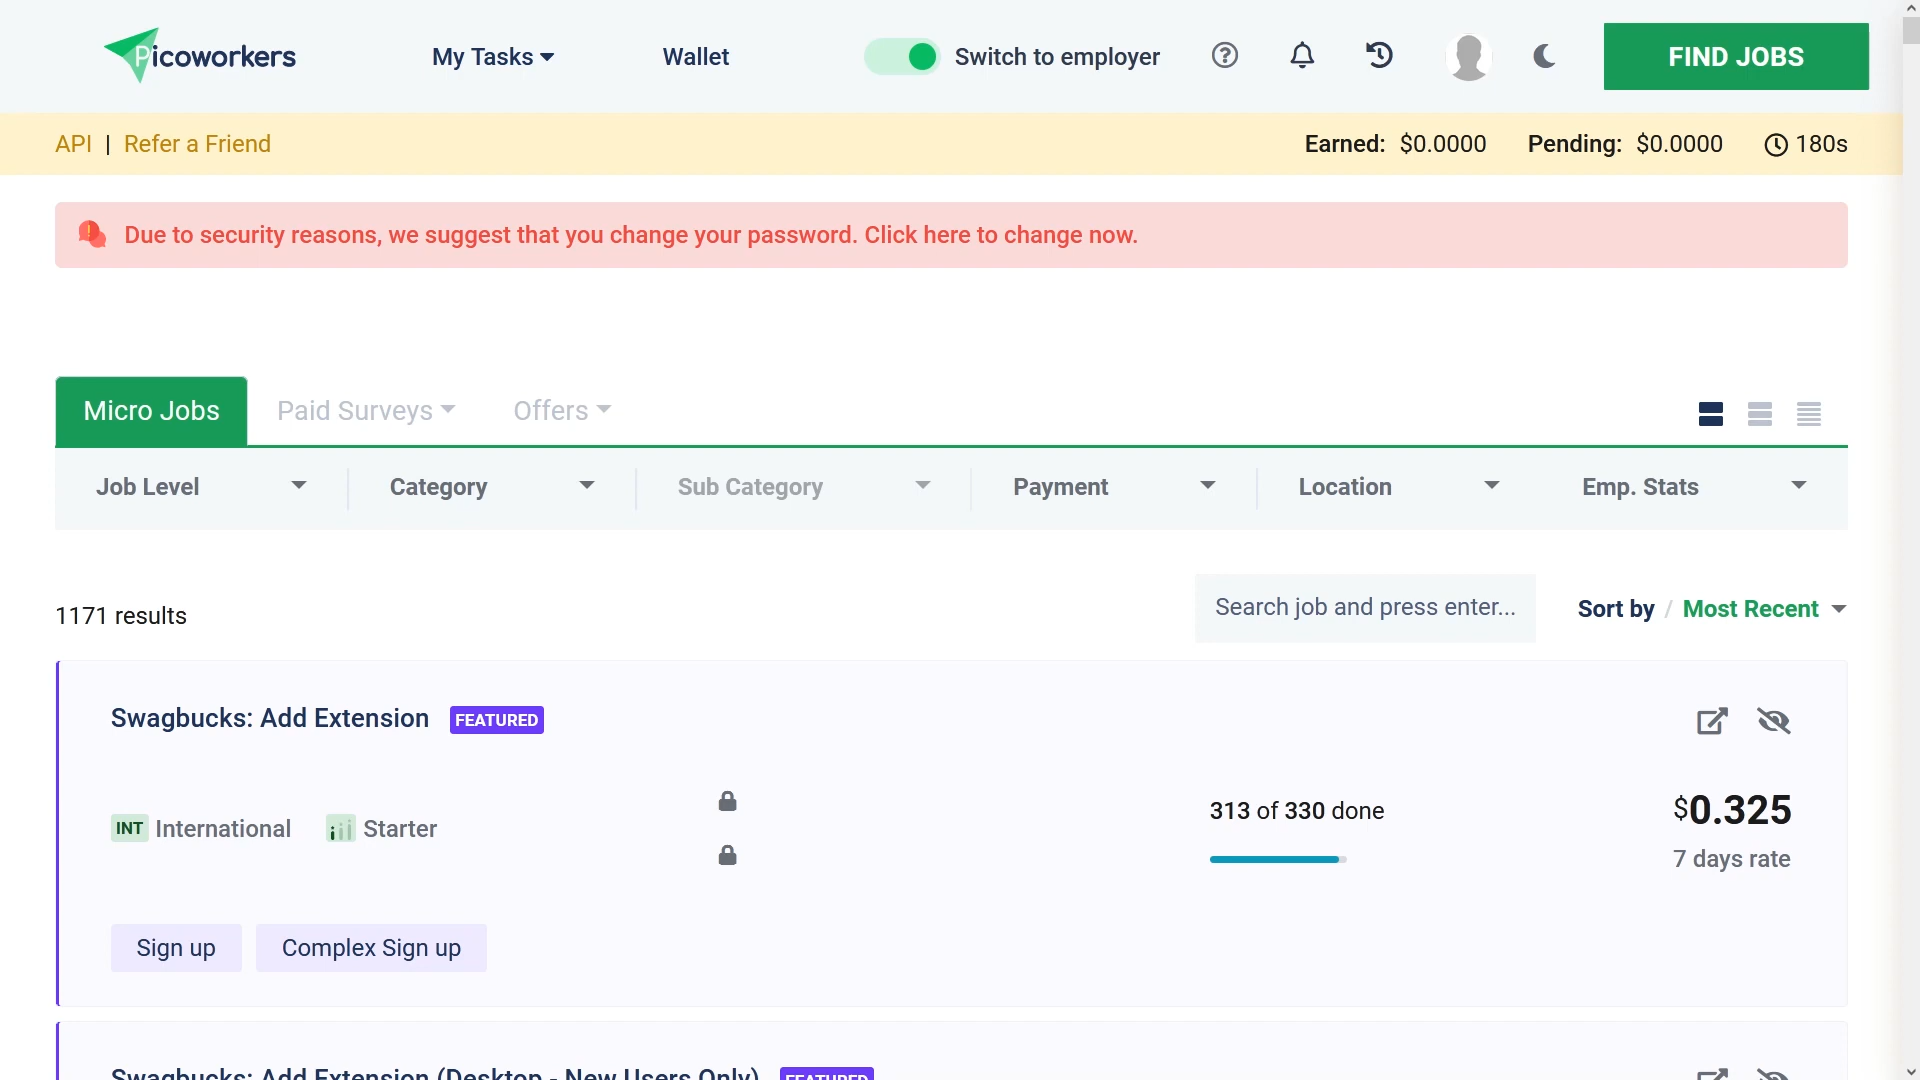 Picoworkers
My Tasks
Wallet
Switch to employer
FIND JOBS
API | Refer a Friend
Earned: $0.0000 Pending: $0.0000 180s
Due to security reasons, we suggest that you change your password. Click here to change now.
Micro Jobs
Paid Surveys
Offers
Job Level
Category
Sub Category
Payment
Location
Emp. Stats
1171 results
Search job and press enter...
Sort by / Most Recent
Swagbucks: Add Extension FEATURED
INT International Starter
313 of 330 done
$0.325
7 days rate
Sign up
Complex Sign up
Swagbucks: Add Extension (Desktop - New Users Only) FEATURED